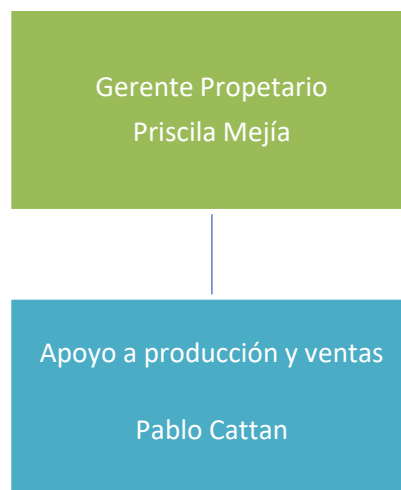 Gerente Propetario
Priscila Mejía
Apoyo a producción y ventas
Pablo Cattan